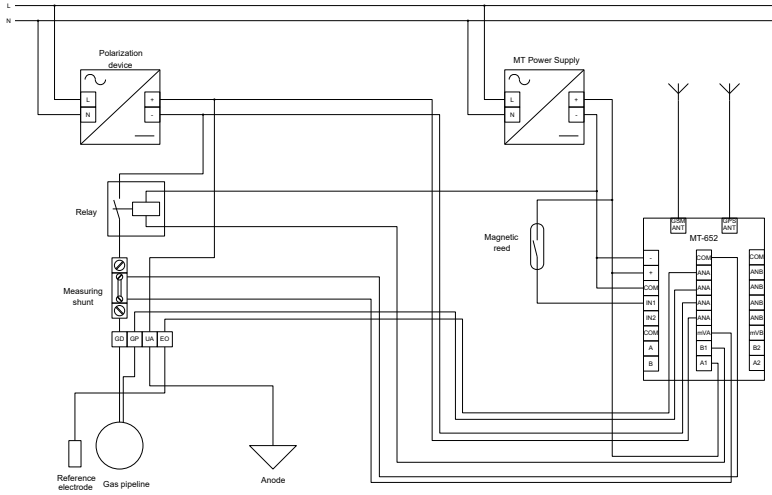 L
N
Polarization
device
MT Power Supply
L
+
N
-
L
+
N
-
Relay
Magnetic
reed
GSM
ANT
GPS
ANT
MT-652
-
COM
COM
+
ANA
ANB
COM
ANA
ANB
IN1
ANA
ANB
IN2
ANA
ANB
COM
mVA
mVB
A
B1
B2
B
A1
A2
Measuring
shunt
GD GP UA EO
Reference
electrode
Gas pipeline
Anode